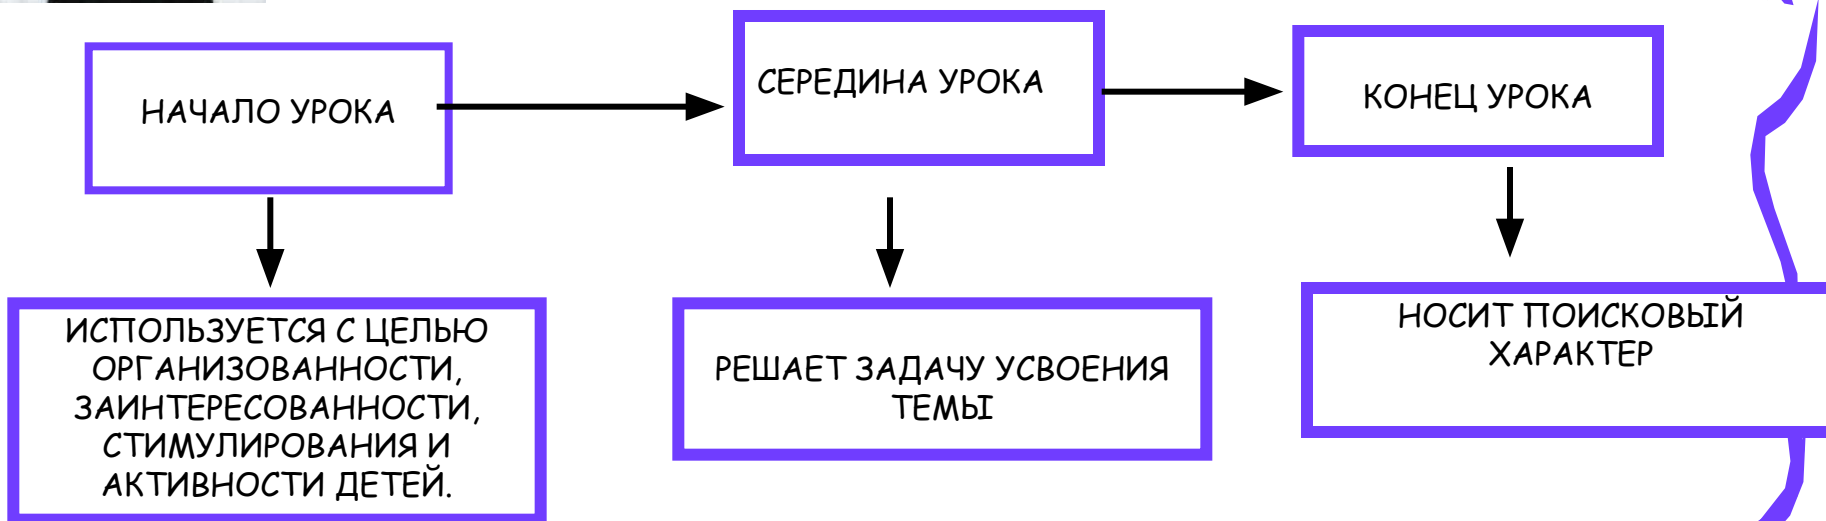 НАЧАЛО УРОКА
СЕРЕДИНА УРОКА
КОНЕЦ УРОКА
ИСПОЛЬЗУЕТСЯ С ЦЕЛЬЮ
ОРГАНИЗОВАННОСТИ,
ЗАИНТЕРЕСОВАННОСТИ,
СТИМУЛИРОВАНИЯ И
АКТИВНОСТИ ДЕТЕЙ.
РЕШАЕТ ЗАДАЧУ УСВОЕНИЯ
ТЕМЫ
НОСИТ ПОИСКОВЫЙ
ХАРАКТЕР